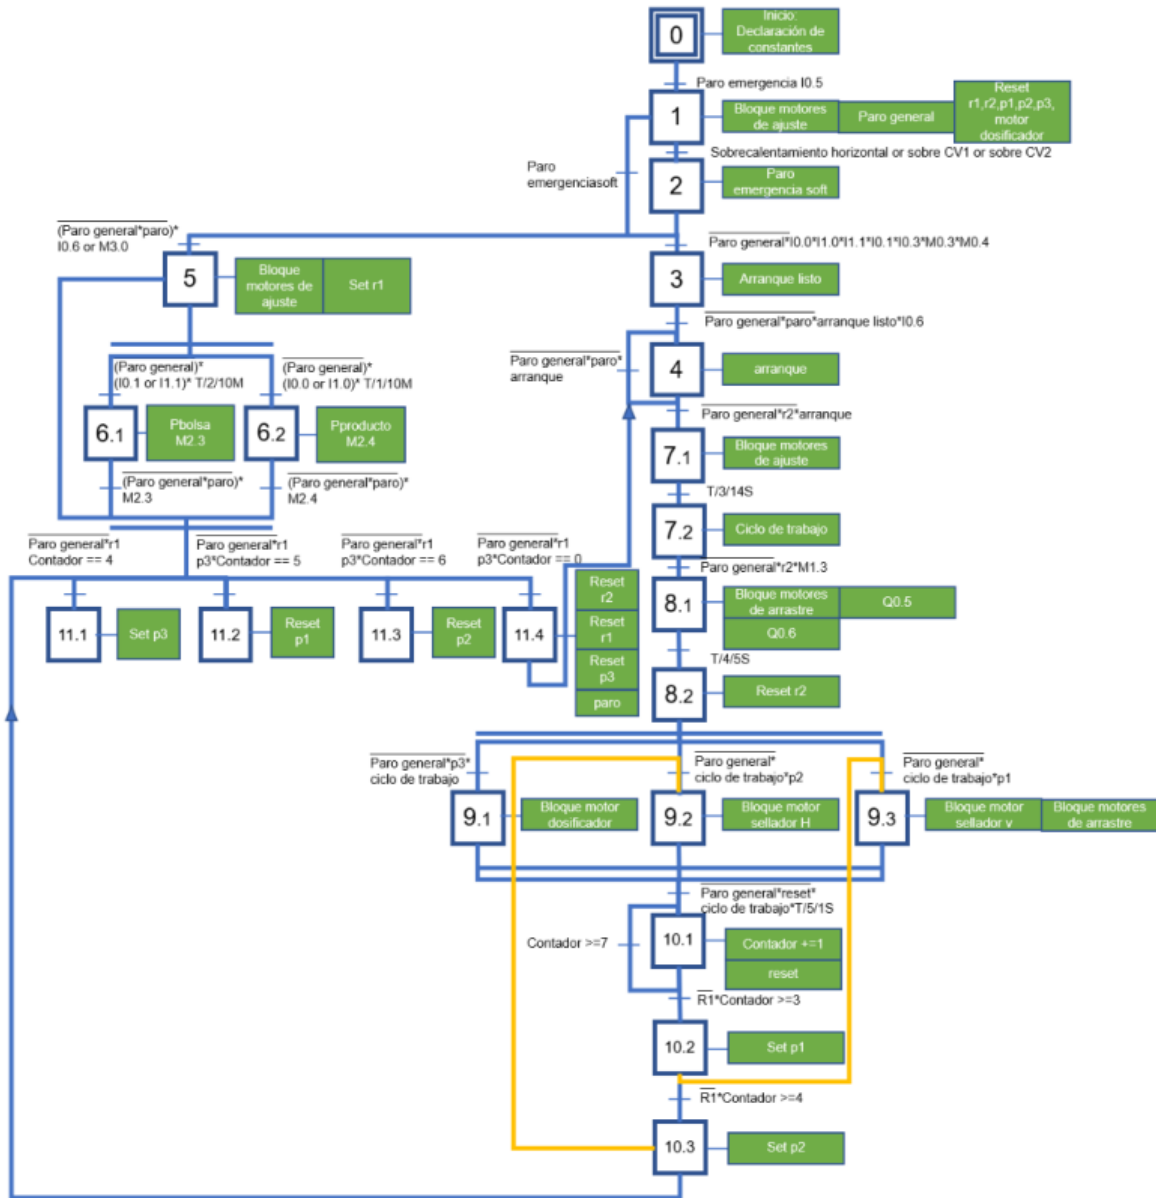 0
Inicio:
Declaración de
constantes
Paro emergencia I0.5
1
Bloque motores
de ajuste
Paro general
Reset
r1,r2,p1,p2,p3,
motor
dosificador
Sobrecalentamiento horizontal or sobre CV1 or sobre CV2
Paro
emergenciasoft
2
Paro
emergencia soft
(Paro general*paro)*
I0.6 or M3.0
Paro general*I0.0*I1.0*I1.1*I0.1*I0.3*M0.3*M0.4
5
Bloque
motores de
ajuste
Set r1
3
Arranque listo
Paro general*paro*arranque listo*I0.6
(Paro general)*
(I0.1 or I1.1)* T/2/10M
(Paro general)*
(I0.0 or I1.0)* T/1/10M
Paro general*paro*
arranque
4
arranque
6.1
Pbolsa
M2.3
6.2
Pproducto
M2.4
Paro general*r2*arranque
7.1
Bloque motores
de ajuste
(Paro general*paro)*
M2.3
(Paro general*paro)*
M2.4
T/3/14S
7.2
Ciclo de trabajo
Paro general*r1
Contador == 4
Paro general*r1
p3*Contador == 5
Paro general*r1
p3*Contador == 6
Paro general*r1
p3*Contador == 0
Paro general*r2*M1.3
11.1
Set p3
11.2
Reset
p1
11.3
Reset
p2
11.4
Reset
r2
Reset
r1
Reset
p3
paro
8.1
Bloque motores
de arrastre
Q0.5
Q0.6
T/4/5S
8.2
Reset r2
Paro general*p3*
ciclo de trabajo
Paro general*
ciclo de trabajo*p2
Paro general*
ciclo de trabajo*p1
9.1
Bloque motor
dosificador
9.2
Bloque motor
sellador H
9.3
Bloque motor
sellador v
Bloque motores
de arrastre
Paro general*reset*
ciclo de trabajo*T/5/1S
Contador >=7
10.1
Contador +=1
reset
R1*Contador >=3
10.2
Set p1
R1*Contador >=4
10.3
Set p2